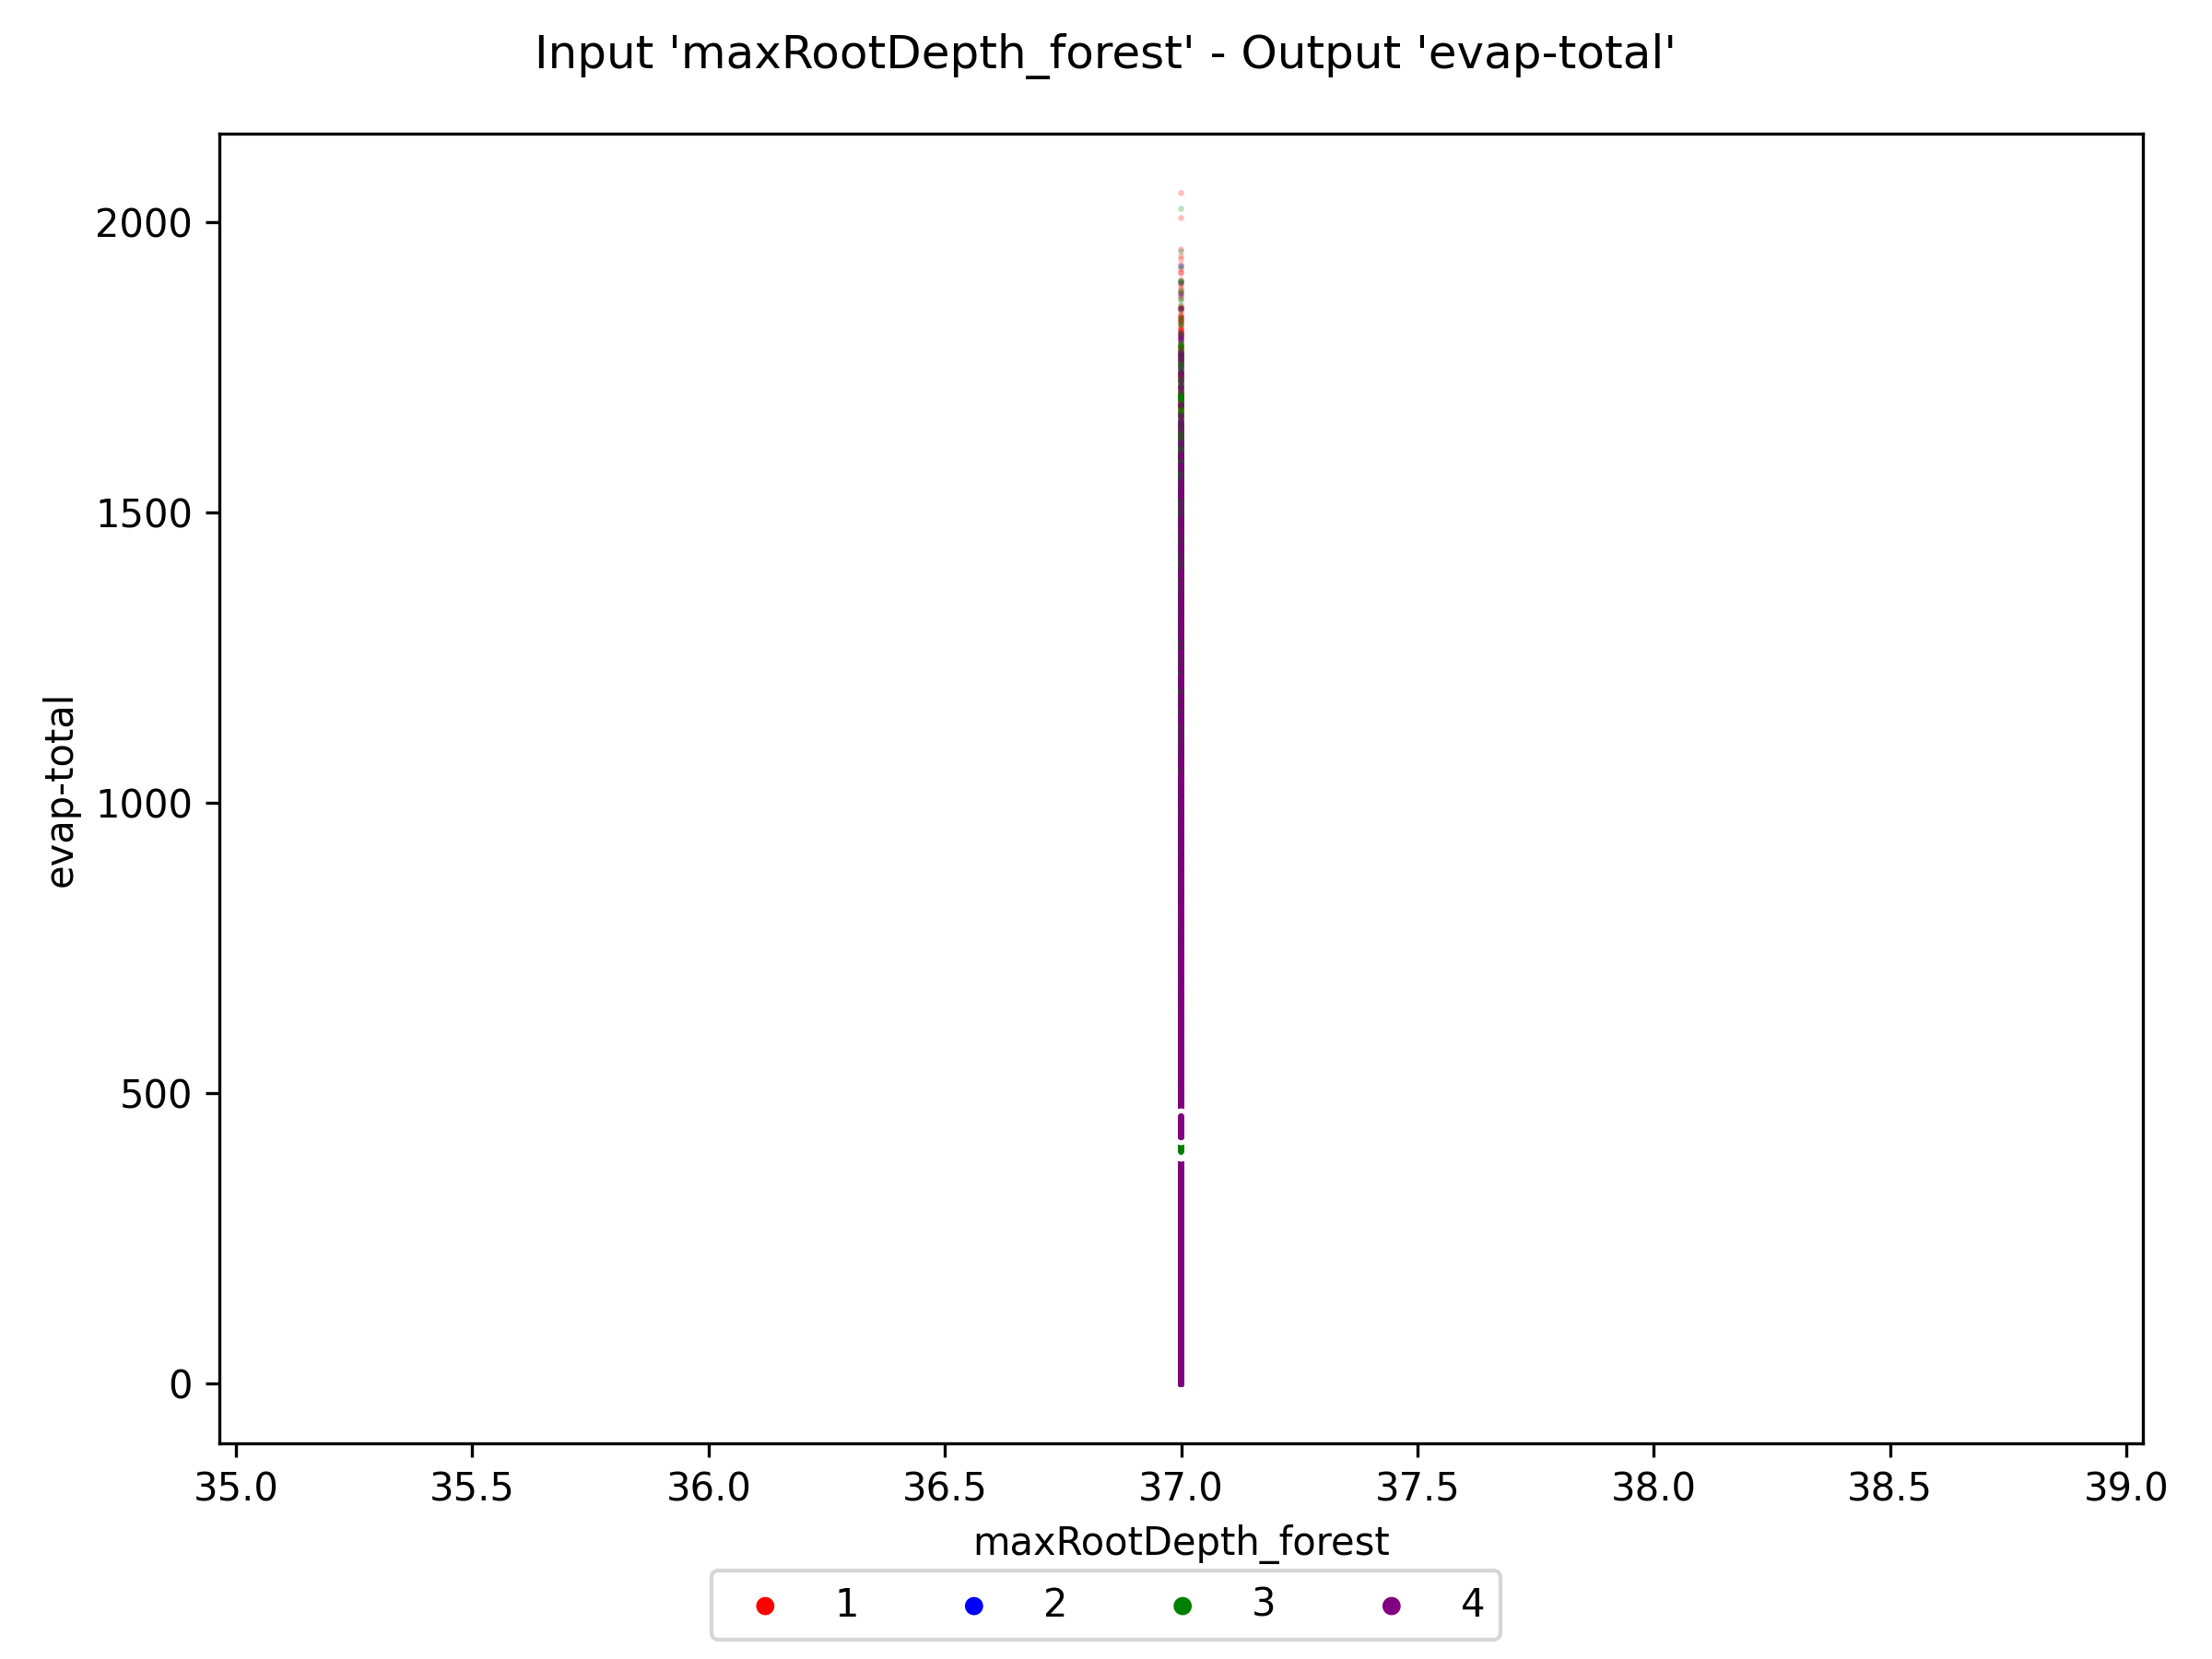 Input 'maxRootDepth_forest' - Output 'evap-total'
evap-total
2000
1500
1000
500
0
35.0 35.5 36.0 36.5 37.0 37.5 38.0 38.5 39.0
maxRootDepth_forest
1 2 3 4